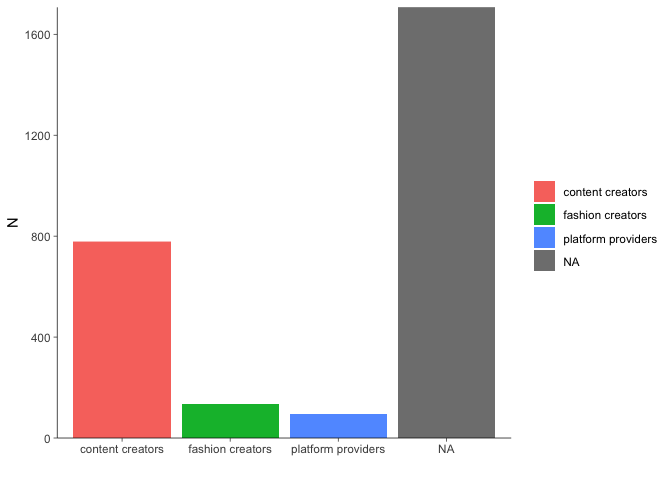 N
1600
1200
800
400
0
content creators
fashion creators
platform providers
NA
content creators
fashion creators
platform providers
NA